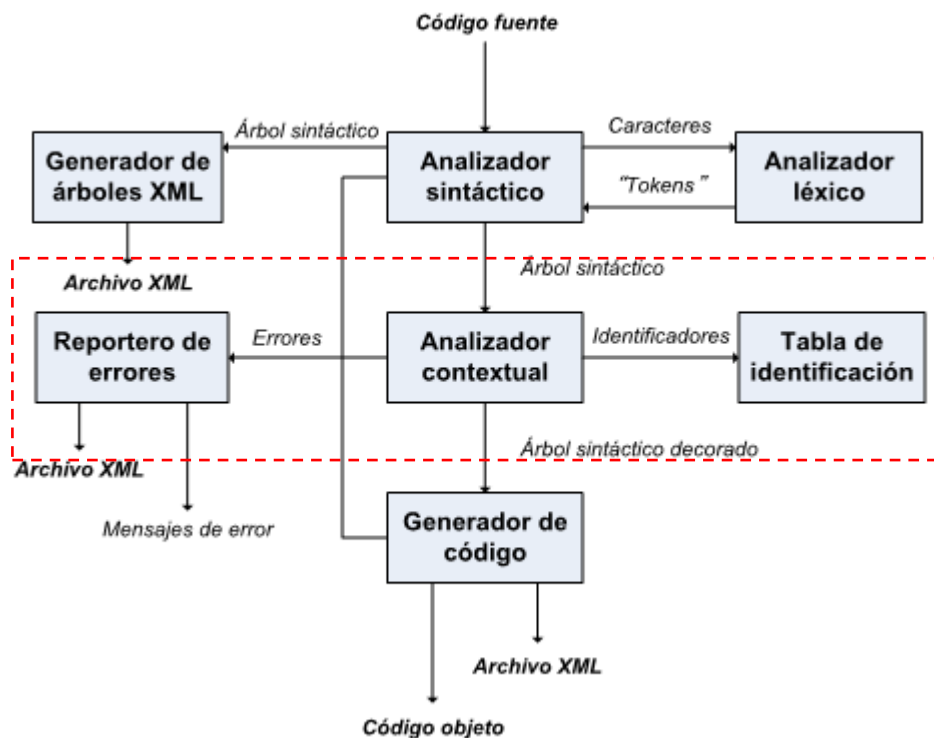 Código fuente
Árbol sintáctico
Caracteres
Generador de
árboles XML
Analizador
sintáctico
Analizador
léxico
“Tokens”
Archivo XML
Árbol sintáctico
Reportero de
errores
Errores
Analizador
contextual
Identificadores
Tabla de
identificación
Archivo XML
Árbol sintáctico decorado
Mensajes de error
Generador de
código
Archivo XML
Código objeto